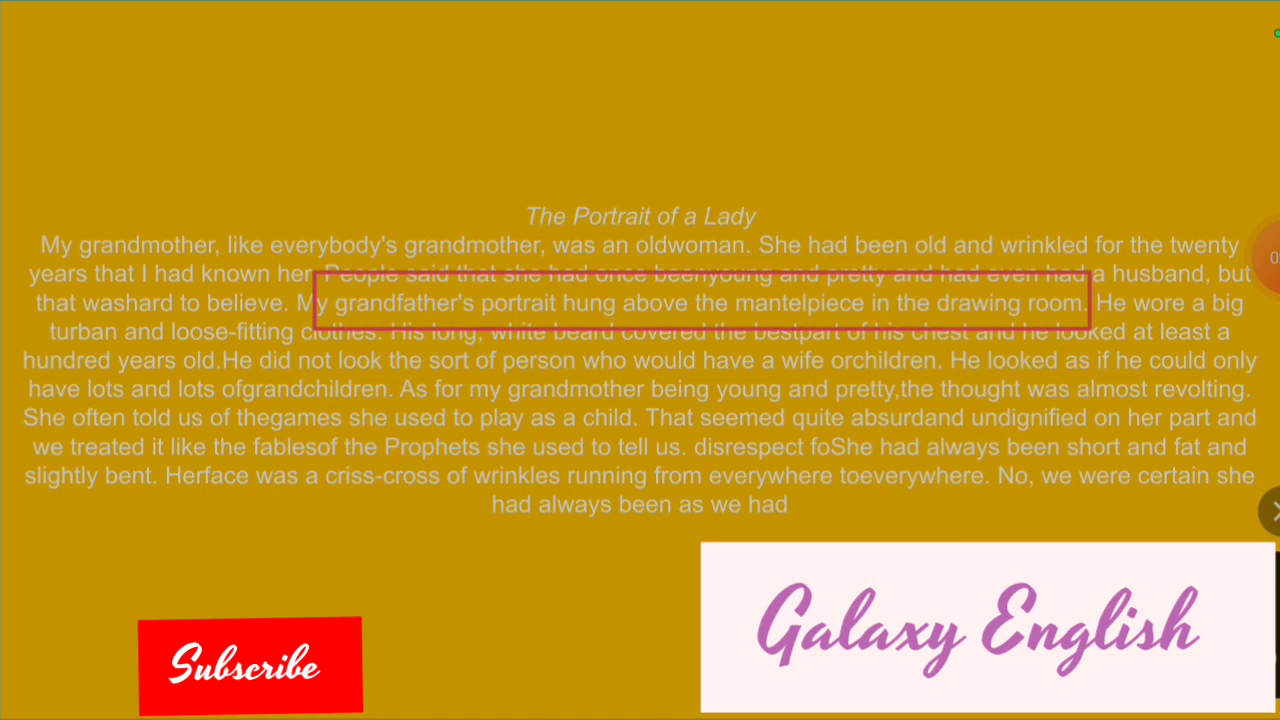 The Portrait of a Lady
My grandmother, like everybody's grandmother, was an oldwoman. She had been old and wrinkled for the twenty
years that I had known her. People said that she had once beenyoung and pretty and had even had a husband, but
that washard to believe. My grandfather's portrait hung above the mantelpiece in the drawing room. He wore a big
turban and loose-fitting clothes. His long, white beard covered the bestpart of his chest and he looked at least a
hundred years old.He did not look the sort of person who would have a wife orchildren. He looked as if he could only
have lots and lots ofgrandchildren. As for my grandmother being young and pretty,the thought was almost revolting.
She often told us of thegames she used to play as a child. That seemed quite absurdand undignified on her part and
we treated it like the fablesof the Prophets she used to tell us. disrespect foShe had always been short and fat and
slightly bent. Herface was a criss-cross of wrinkles running from everywhere toeverywhere. No, we were certain she
had always been as we had
Galaxy English
Subscribe